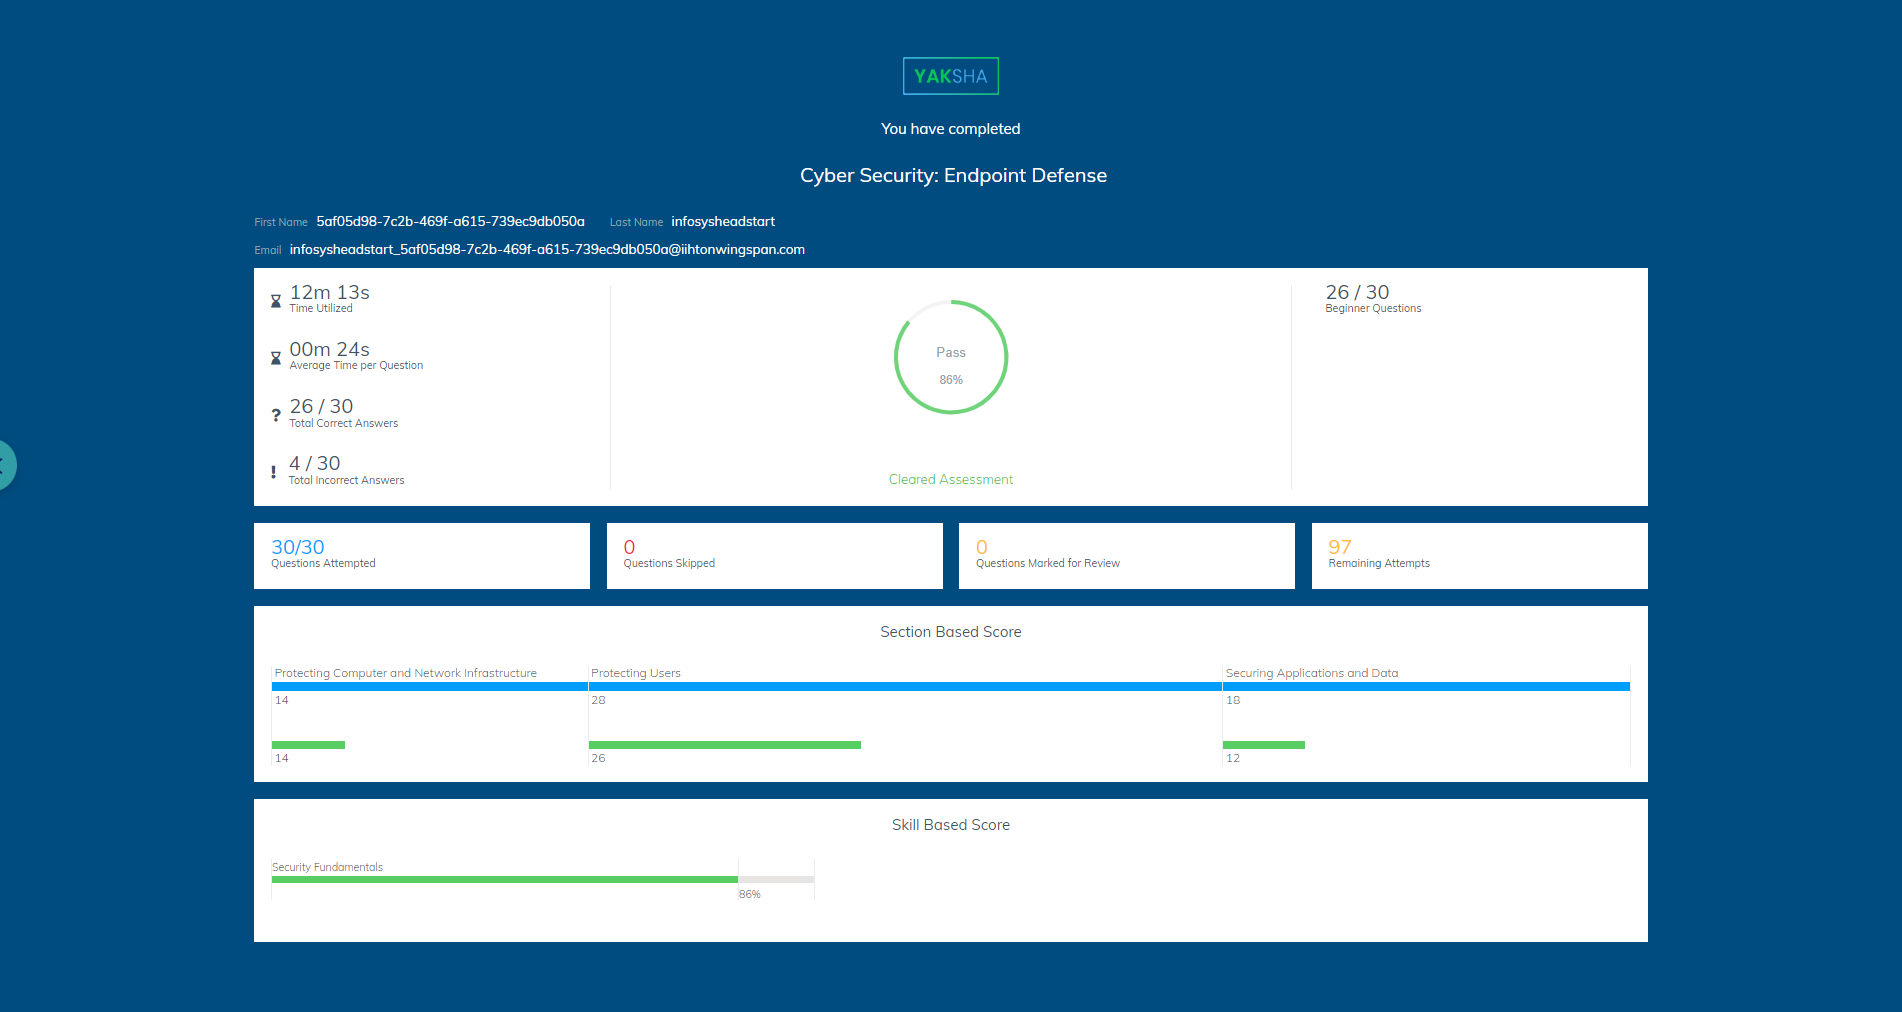 YAKSHA
You have completed
Cyber Security: Endpoint Defense
First Name 5af05d98-7c2b-469f-a615-739ec9db050a Last Name infosysheadstart
Email infosysheadstart_5af05d98-7c2b-469f-a615-739ec9db050a@iihtonwingspan.com
12m 13s
Time Utilized
00m 24s
Average Time per Question
26 / 30
Total Correct Answers
4 / 30
Total Incorrect Answers
Pass
86%
Cleared Assessment
26 / 30
Beginner Questions
30/30
Questions Attempted
0
Questions Skipped
0
Questions Marked for Review
97
Remaining Attempts
Section Based Score
Protecting Computer and Network Infrastructure Protecting Users Securing Applications and Data
14 28 18
14 26 12
Skill Based Score
Security Fundamentals
86%